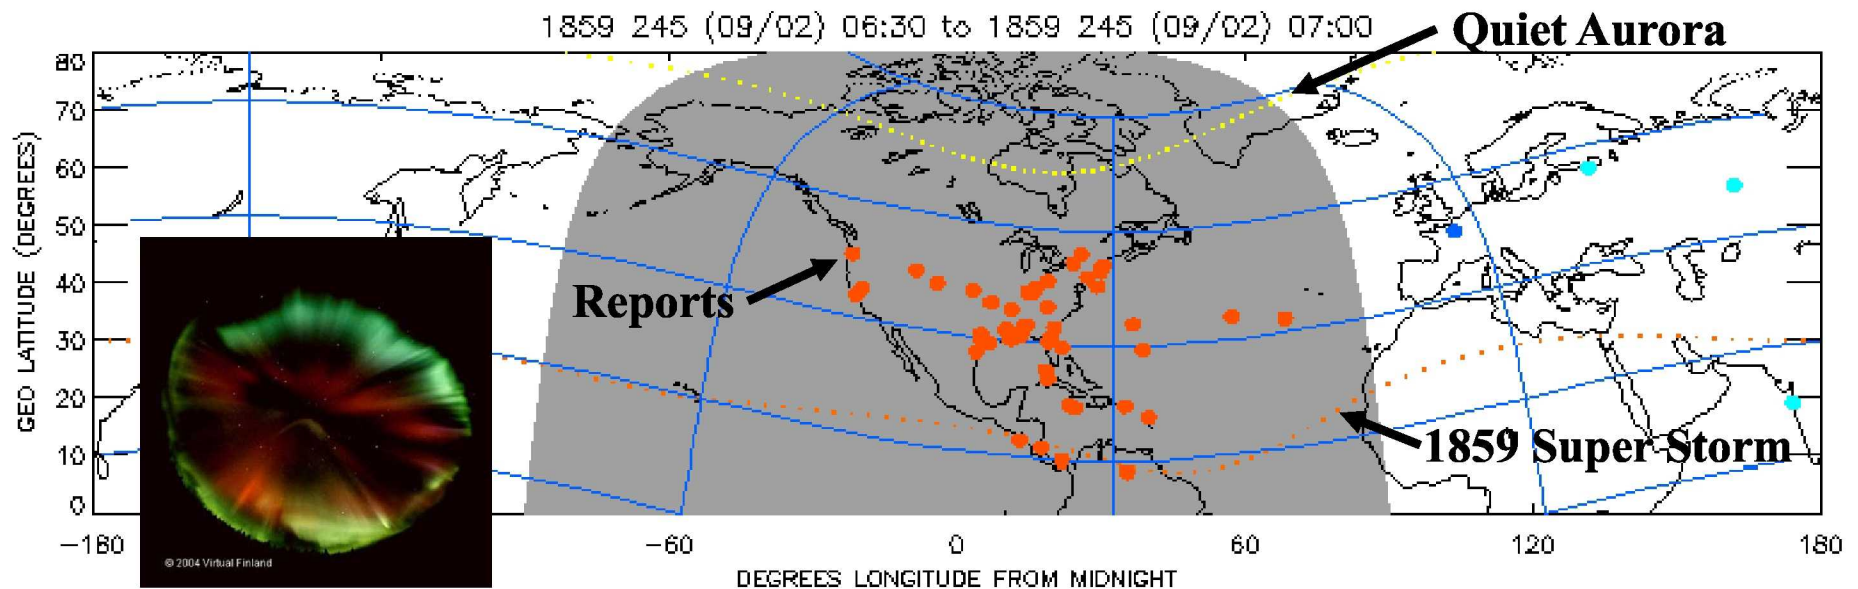 1859 245 (09/02) 06:30 to 1859 245 (09/02) 07:00
Quiet Aurora
80
70
60
50
40
30
20
10
0
GEO LATITUDE (DEGREES)
Reports
1859 Super Storm
© 2004 Virtual Finland
−180 −60 0 60 120 180
DEGREES LONGITUDE FROM MIDNIGHT